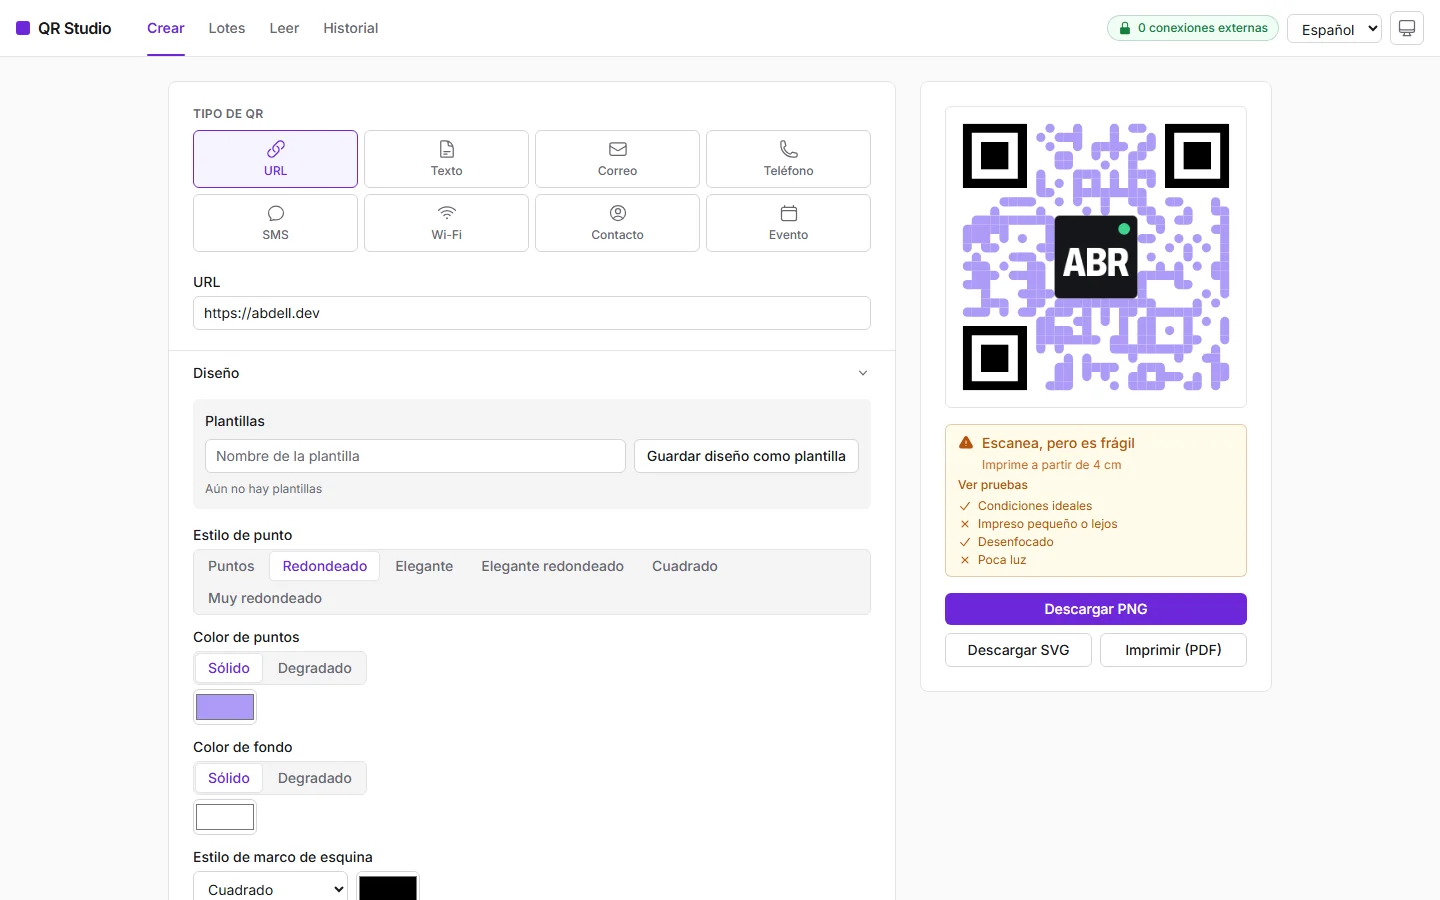 QR Studio
Crear
Lotes
Leer
Historial
0 conexiones externas
Español
TIPO DE QR
URL
Texto
Correo
Teléfono
SMS
Wi-Fi
Contacto
Evento
URL
https://abdell.dev
Diseño
Plantillas
Nombre de la plantilla
Guardar diseño como plantilla
Aún no hay plantillas
Estilo de punto
Puntos
Redondeado
Elegante
Elegante redondeado
Cuadrado
Muy redondeado
Color de puntos
Sólido
Degradado
Color de fondo
Sólido
Degradado
Estilo de marco de esquina
Cuadrado
ABR
Escanea, pero es frágil
Imprime a partir de 4 cm
Ver pruebas
Condiciones ideales
Impreso pequeño o lejos
Desenfocado
Poca luz
Descargar PNG
Descargar SVG
Imprimir (PDF)